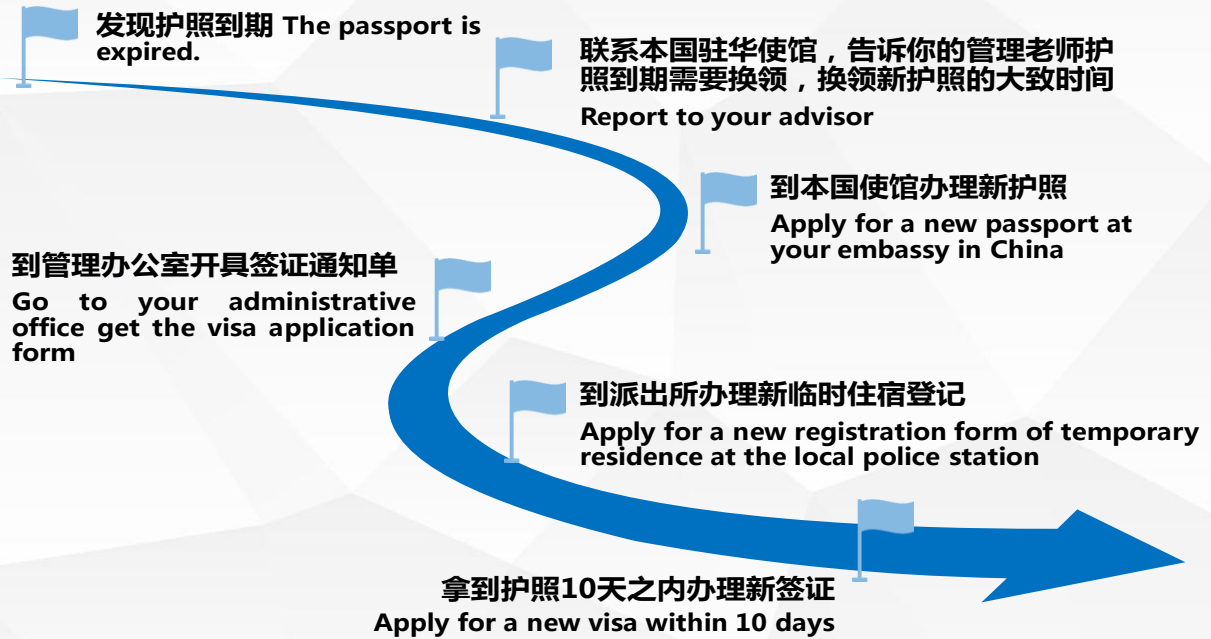 发现护照到期 The passport is
expired.
联系本国驻华使馆，告诉你的管理老师护
照到期需要换领，换领新护照的大致时间
Report to your advisor
到本国使馆办理新护照
Apply for a new passport at
your embassy in China
到管理办公室开具签证通知单
Go to your administrative
office get the visa application
form
到派出所办理新临时住宿登记
Apply for a new registration form of temporary
residence at the local police station
拿到护照10天之内办理新签证
Apply for a new visa within 10 days